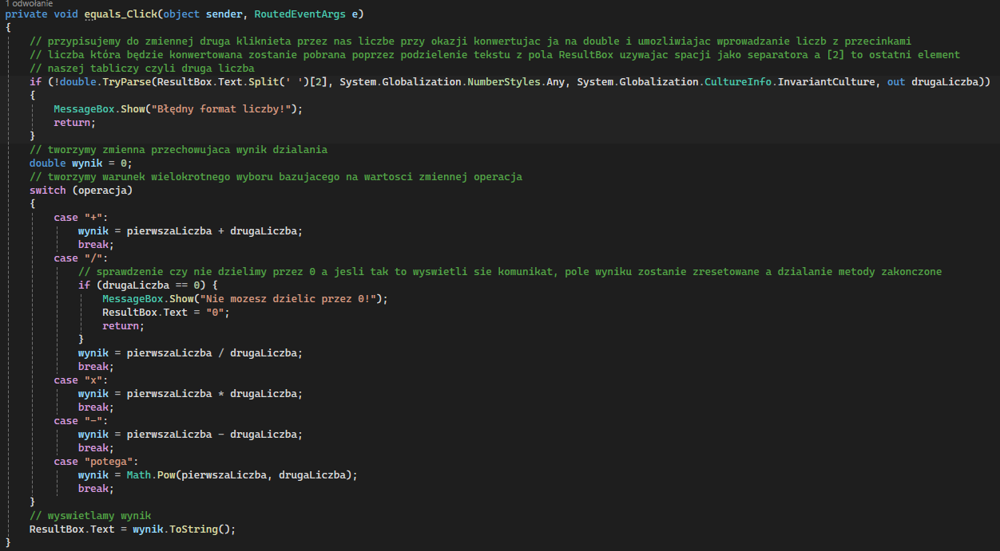 1 odwołanie
private void equals_Click(object sender, RoutedEventArgs e)
{
// przypisujemy do zmiennej druga kliknieta przez nas liczbe przy okazji konwertujac ja na double i umozliwiajac wprowadzanie liczb z przecinkami
// liczba która będzie konwertowana zostanie pobrana poprzez podzielenie tekstu z pola ResultBox uzywajac spacji jako separatora a [2] to ostatni element
// naszej tabliczy czyli druga liczba
if (!double.TryParse(ResultBox.Text.Split(' ')[2], System.Globalization.NumberStyles.Any, System.Globalization.CultureInfo.InvariantCulture, out drugaLiczba))
{
MessageBox.Show("Błędny format liczby!");
return;
}
// tworzymy zmienna przechowujaca wynik dzialania
double wynik = 0;
// tworzymy warunek wielokrotnego wyboru bazujacego na wartosci zmiennej operacja
switch (operacja)
{
case "+":
wynik = pierwszaLiczba + drugaLiczba;
break;
case "/":
// sprawdzenie czy nie dzielimy przez 0 a jesli tak to wyswietli sie komunikat, pole wyniku zostanie zresetowane a dzialanie metody zakonczone
if (drugaLiczba == 0) {
MessageBox.Show("Nie mozesz dzielic przez 0!");
ResultBox.Text = "0";
return;
}
wynik = pierwszaLiczba / drugaLiczba;
break;
case "x":
wynik = pierwszaLiczba * drugaLiczba;
break;
case "-":
wynik = pierwszaLiczba - drugaLiczba;
break;
case "potega":
wynik = Math.Pow(pierwszaLiczba, drugaLiczba);
break;
}
// wyswietlamy wynik
ResultBox.Text = wynik.ToString();
}